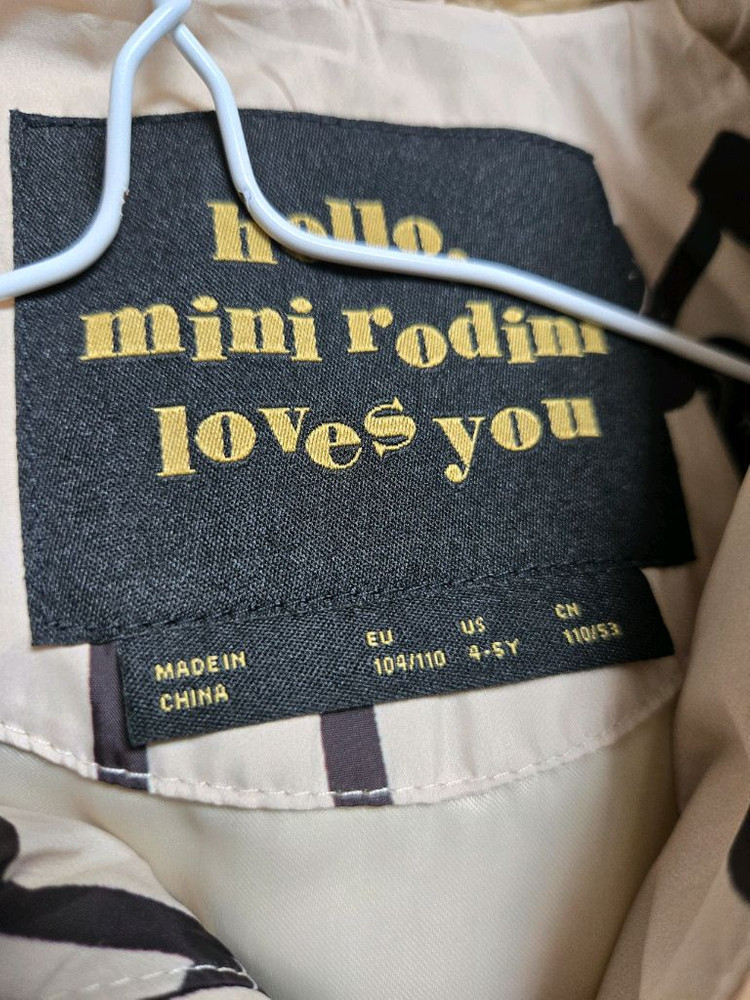 hello,
mini rodini
loves you
MADE IN
CHINA
EU
104/110
US
4-5Y
CN
110/53